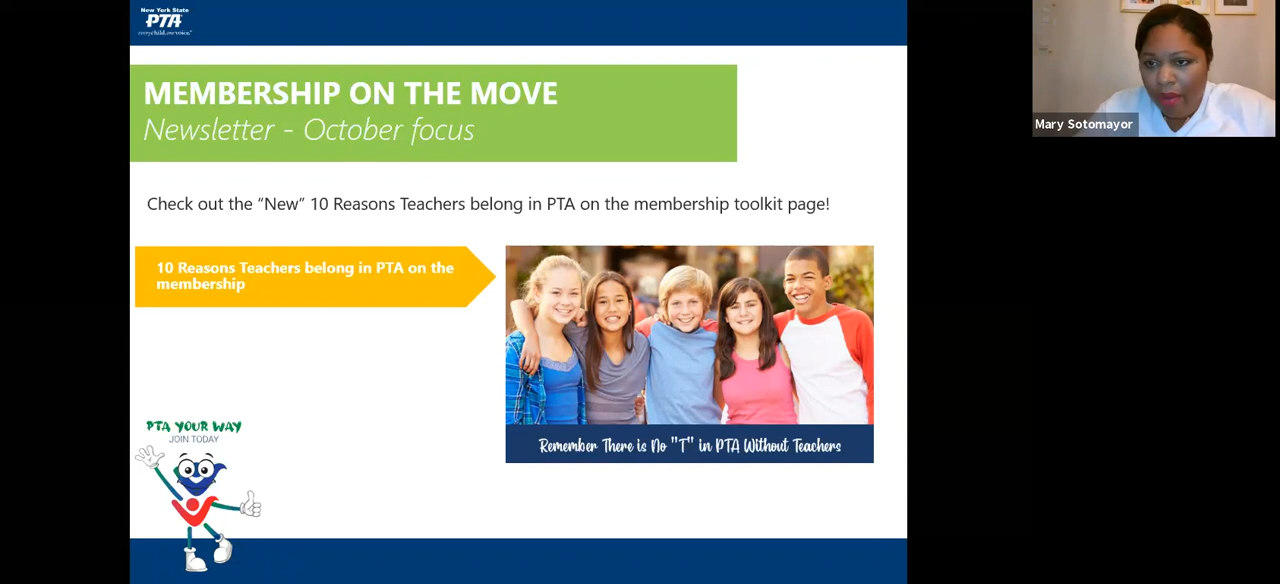 New York State
PTA
everychild.onevoice.®
MEMBERSHIP ON THE MOVE
Newsletter - October focus
Check out the “New” 10 Reasons Teachers belong in PTA on the membership toolkit page!
10 Reasons Teachers belong in PTA on the
membership
Remember There is No "T" in PTA Without Teachers
PTA YOUR WAY
JOIN TODAY
Mary Sotomayor